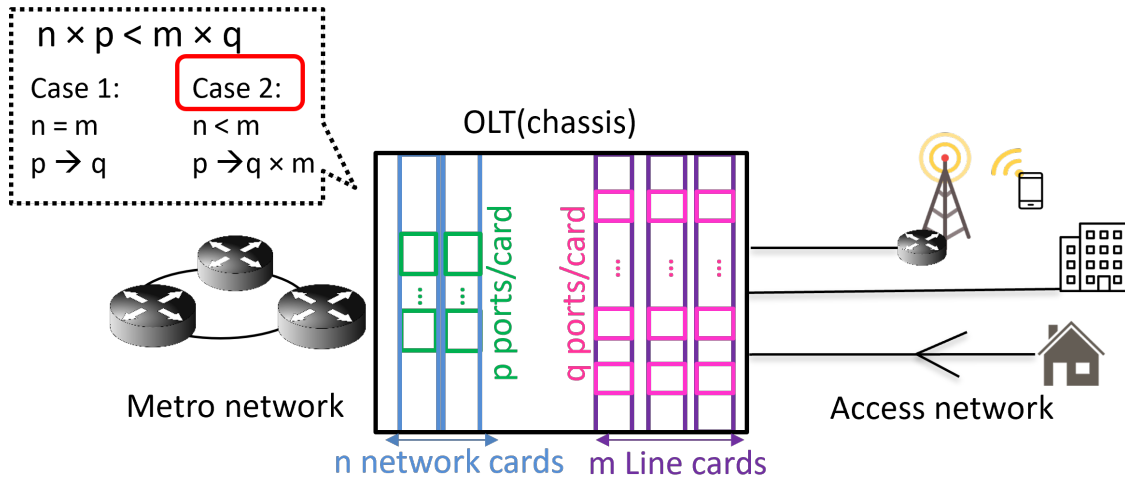 n × p < m × q
Case 1:
n = m
p → q
Case 2:
n < m
p → q × m
OLT(chassis)
p ports/card
q ports/card
...
...
...
...
...
Metro network
Access network
n network cards
m Line cards